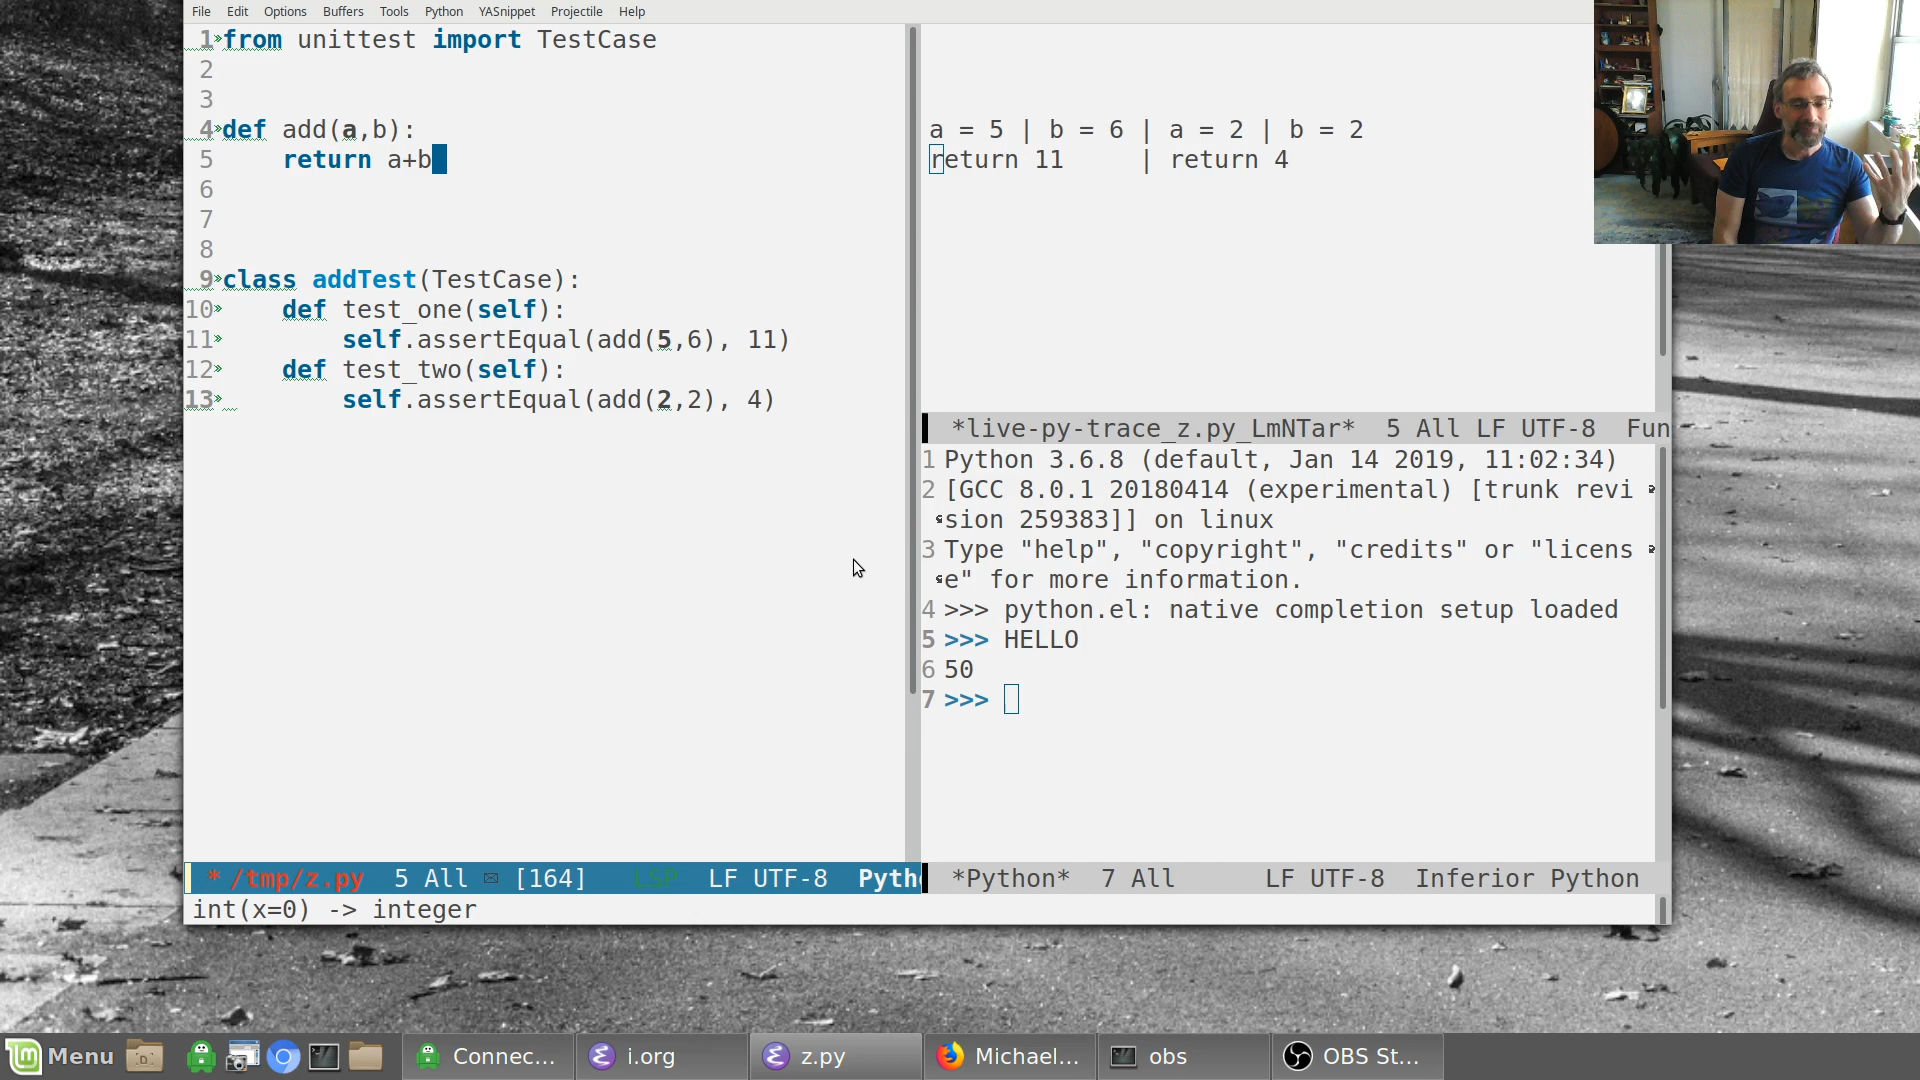 File Edit Options Buffers Tools Python YASnippet Projectile Help
1 from unittest import TestCase
2
3
4 def add(a,b):
5 return a+b
6
7
8
9 class addTest(TestCase):
10 def test_one(self):
11 self.assertEqual(add(5,6), 11)
12 def test_two(self):
13 self.assertEqual(add(2,2), 4)
* /tmp/z.py 5 All [164] LSP LF UTF-8 Pytho
int(x=0) -> integer
a = 5 | b = 6 | a = 2 | b = 2
return 11 | return 4
*live-py-trace_z.py_LmNTar* 5 All LF UTF-8 Fun
1 Python 3.6.8 (default, Jan 14 2019, 11:02:34)
2 [GCC 8.0.1 20180414 (experimental) [trunk revi
sion 259383]] on linux
3 Type "help", "copyright", "credits" or "licens
e" for more information.
4 >>> python.el: native completion setup loaded
5 >>> HELLO
6 50
7 >>>
*Python* 7 All LF UTF-8 Inferior Python
Menu Connec... i.org z.py Michael... obs OBS St...